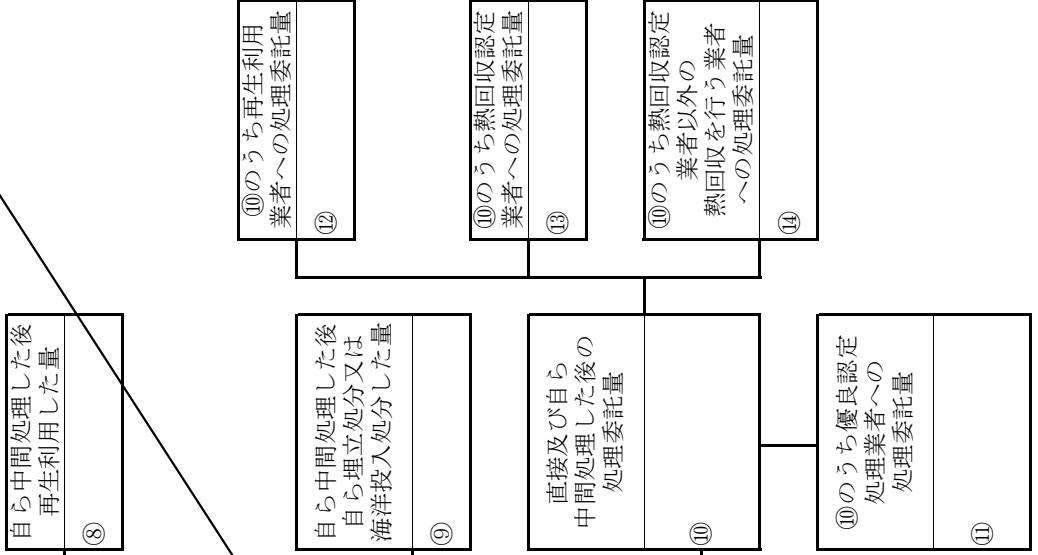 ⑩のうち再生利用
業者への処理委託量
⑫
⑩のうち熱回収認定
業者への処理委託量
⑬
⑩のうち熱回収認定
業者以外の
熱回収を行う業者
への処理委託量
⑭
自ら中間処理した後
再生利用した量
⑧
自ら中間処理した後
自ら埋立処分又は
海洋投入処分した量
⑨
直接及び自ら
中間処理した後の
処理委託量
⑩
⑩のうち優良認定
処理業者への
処理委託量
⑪